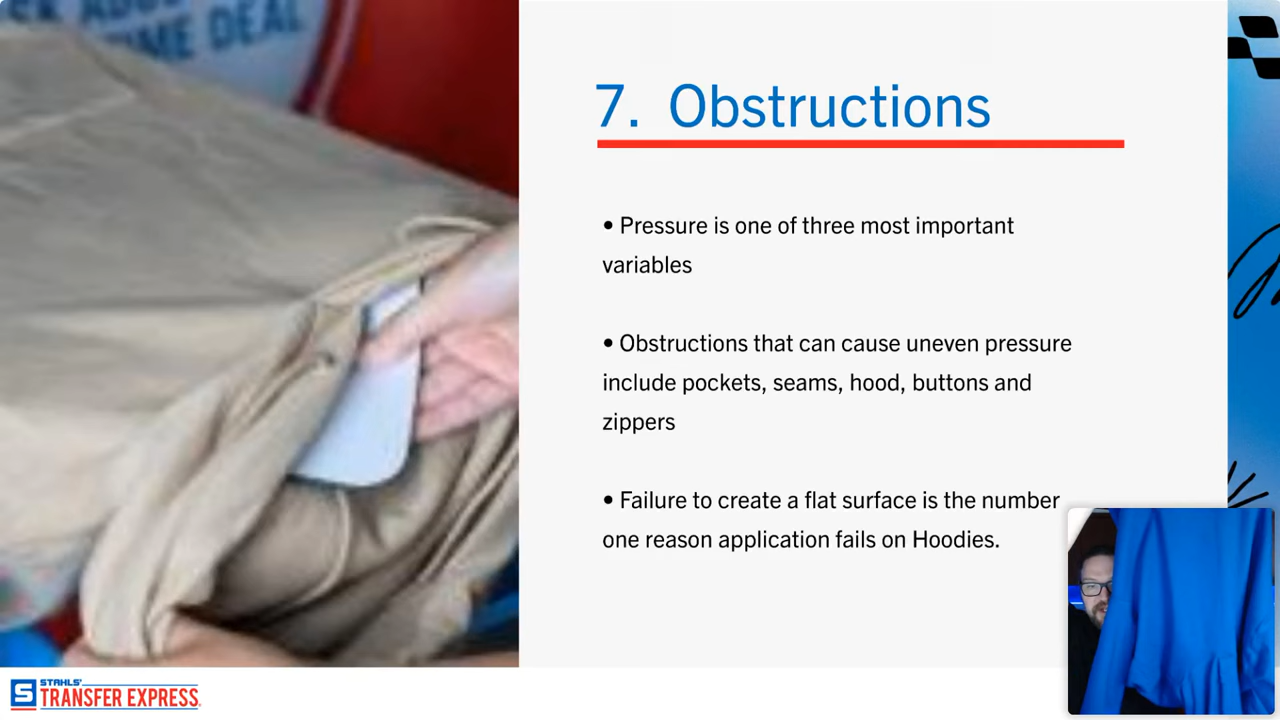 TIME DEAL
7. Obstructions
• Pressure is one of three most important
variables
• Obstructions that can cause uneven pressure
include pockets, seams, hood, buttons and
zippers
• Failure to create a flat surface is the number
one reason application fails on Hoodies.
S STAHLS'
TRANSFER EXPRESS